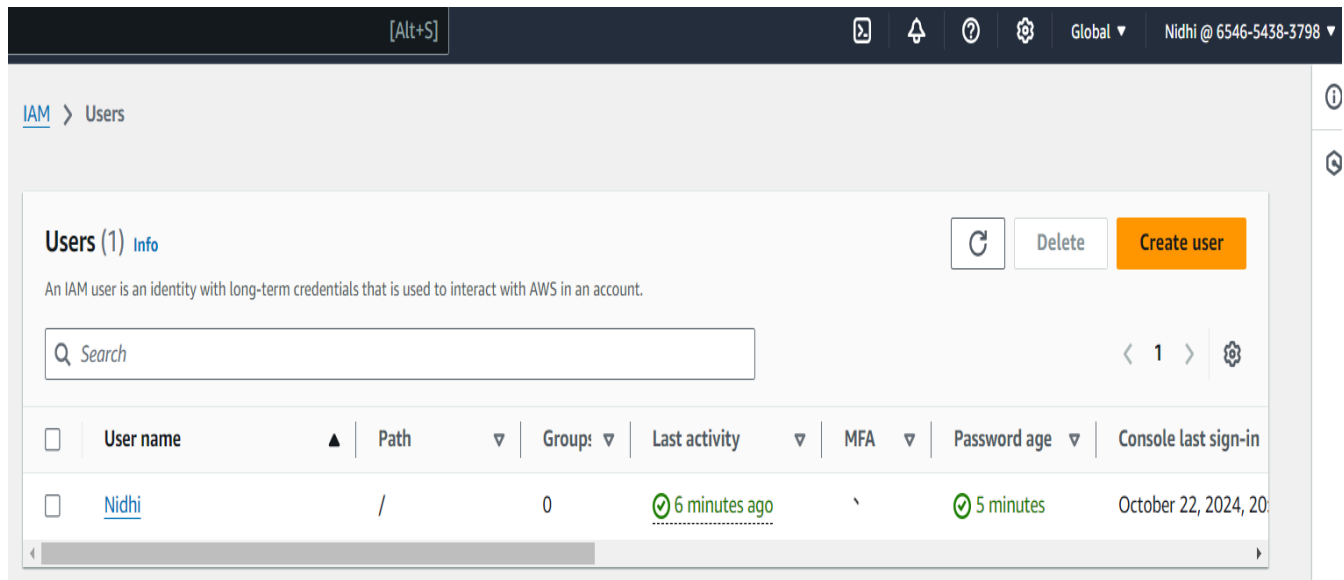 [Alt+S]
Global ▼ Nidhi @ 6546-5438-3798 ▼
IAM > Users
Users (1) Info
Delete
Create user
An IAM user is an identity with long-term credentials that is used to interact with AWS in an account.
Search
< 1 >
User name Path Group: Last activity MFA Password age Console last sign-in
Nidhi / 0 6 minutes ago 5 minutes October 22, 2024, 20: